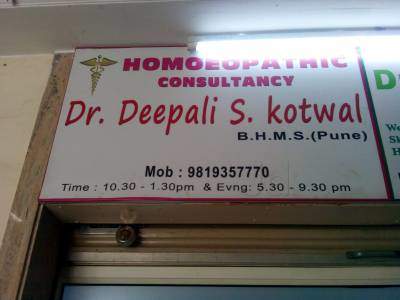 HOMOEOPATHIC
CONSULTANCY
Dr. Deepali S. kotwal
B.H.M.S.(Pune)
Mob : 9819357770
Time : 10.30 - 1.30pm & Evng: 5.30 - 9.30 pm